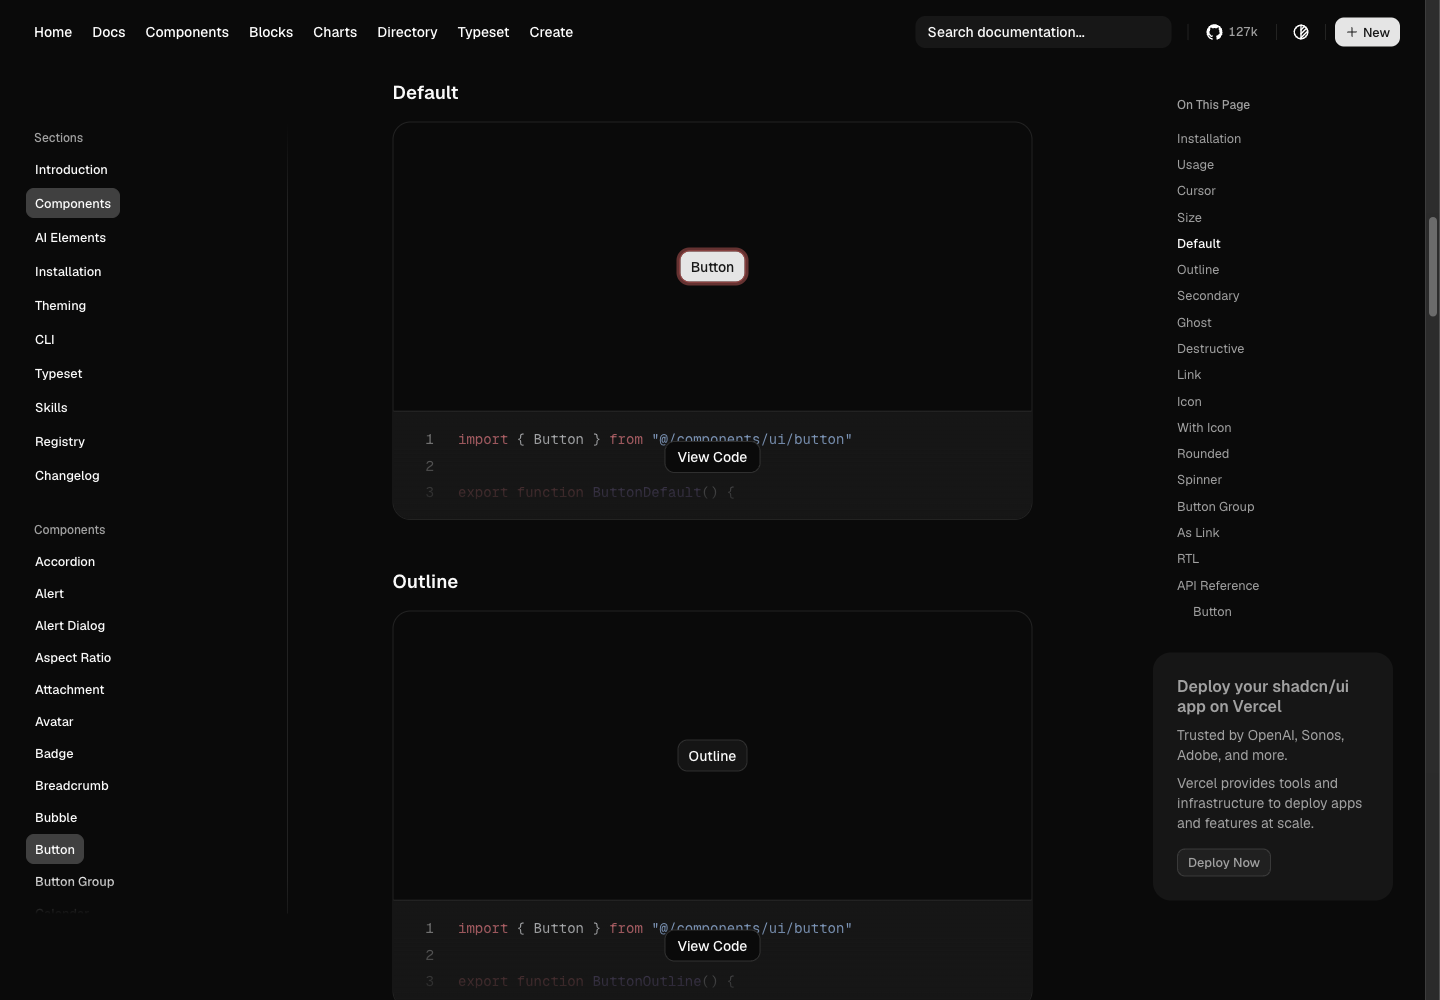 Home Docs Components Blocks Charts Directory Typeset Create
Search documentation...
127k
New
Sections
Introduction
Components
AI Elements
Installation
Theming
CLI
Typeset
Skills
Registry
Changelog
Components
Accordion
Alert
Alert Dialog
Aspect Ratio
Attachment
Avatar
Badge
Breadcrumb
Bubble
Button
Button Group
Calendar
Default
Button
1 import { Button } from "@/components/ui/button"
View Code
2
3 export function ButtonDefault() {
Outline
Outline
1 import { Button } from "@/components/ui/button"
View Code
2
3 export function ButtonOutline() {
On This Page
Installation
Usage
Cursor
Size
Default
Outline
Secondary
Ghost
Destructive
Link
Icon
With Icon
Rounded
Spinner
Button Group
As Link
RTL
API Reference
Button
Deploy your shadcn/ui
app on Vercel
Trusted by OpenAI, Sonos,
Adobe, and more.
Vercel provides tools and
infrastructure to deploy apps
and features at scale.
Deploy Now